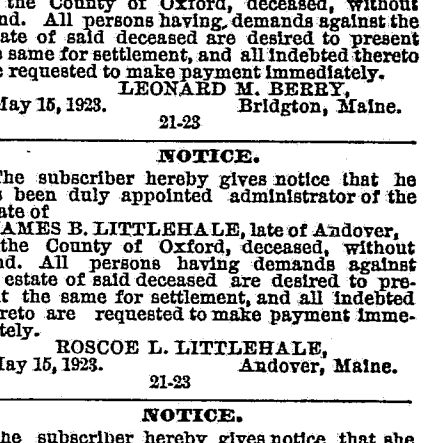 the County of Oxford, deceased, without
nd. All persons having demands against the
ate of said deceased are desired to present
same for settlement, and all indebted thereto
requested to make payment immediately.
LEONARD M. BERRY,
ay 15, 1923. Bridgton, Maine.
21-23
NOTICE.
he subscriber hereby gives notice that he
been duly appointed administrator of the
ate of
AMES B. LITTLEHALE, late of Andover,
the County of Oxford, deceased, without
nd. All persons having demands against
estate of said deceased are desired to pre-
t the same for settlement, and all indebted
reto are requested to make payment imme-
tely.
ROSCOE L. LITTLEHALE,
ay 15, 1923. Andover, Maine.
21-23
NOTICE.
he subscriber hereby gives notice that she